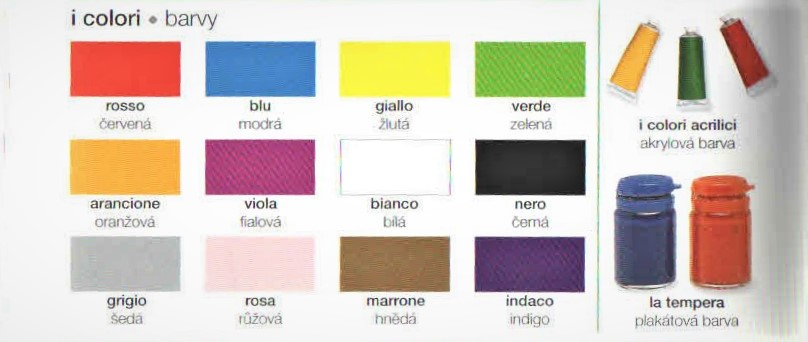 i colori • barvy
rosso blu giallo verde
červená modrá žlutá zelená
arancione viola bianco nero
oranžová fialová bílá černá
grigio rosa marrone indaco
šedá růžová hnědá indigo
i colori acrilici
akrylová barva
la tempera
plakátová barva